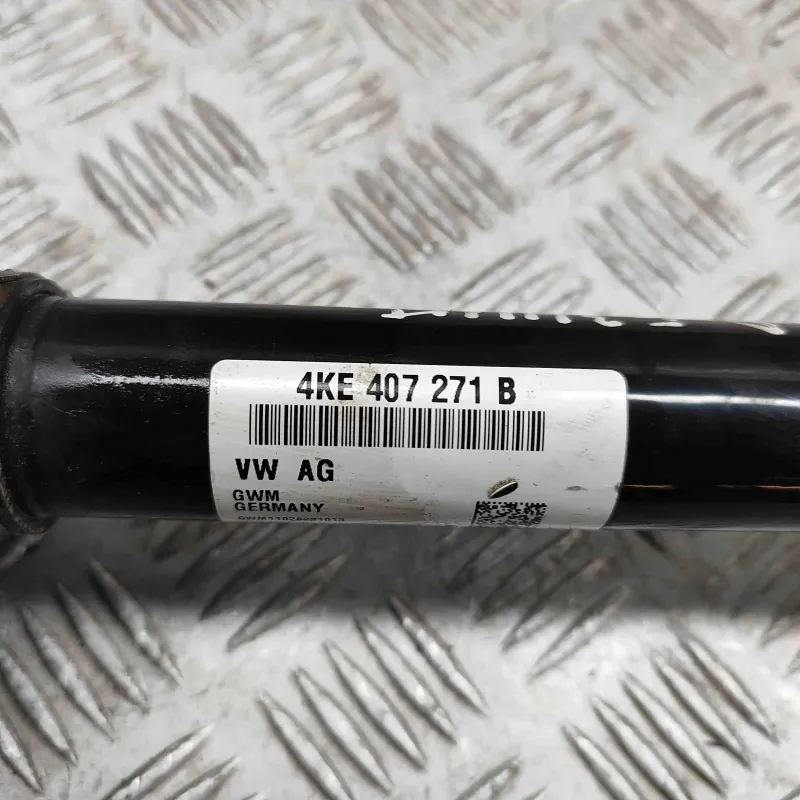 4KE 407 271 B
VW AG
GWM
GERMANY